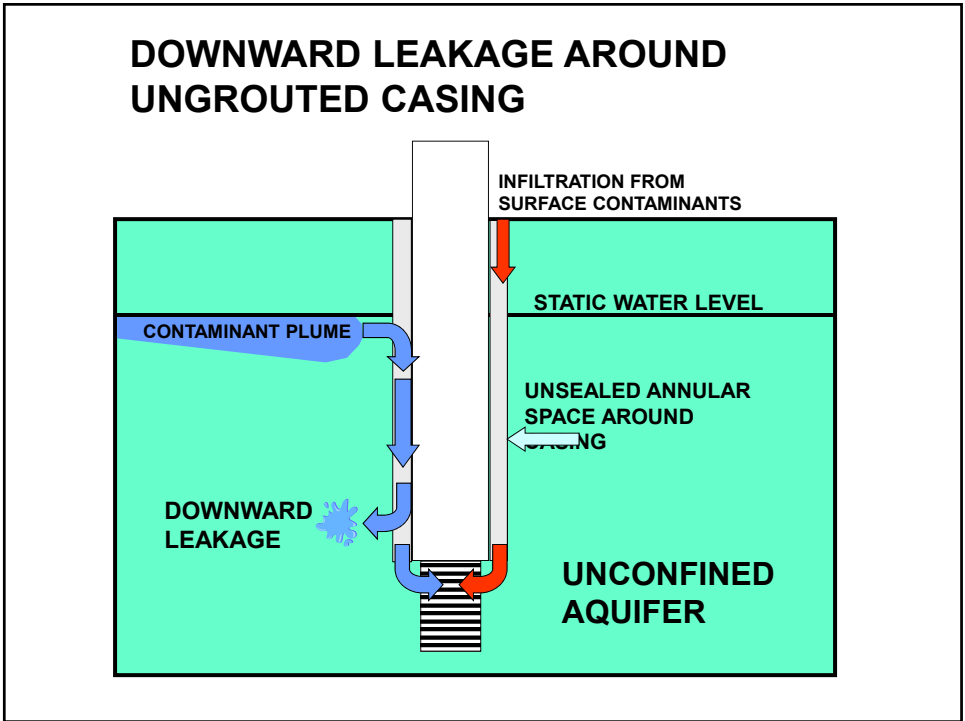 DOWNWARD LEAKAGE AROUND
UNGROUTED CASING
INFILTRATION FROM
SURFACE CONTAMINANTS
STATIC WATER LEVEL
CONTAMINANT PLUME
UNSEALED ANNULAR
SPACE AROUND
CASING
DOWNWARD
LEAKAGE
UNCONFINED
AQUIFER